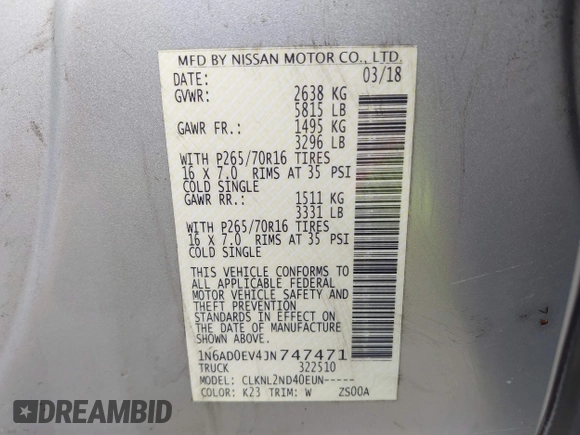 MFD BY NISSAN MOTOR CO., LTD.
DATE: 03/18
GVWR: 2638 KG
5815 LB
GAWR FR.: 1495 KG
3296 LB
WITH P265/70R16 TIRES
16 X 7.0 RIMS AT 35 PSI
COLD SINGLE
GAWR RR.: 1511 KG
3331 LB
WITH P265/70R16 TIRES
16 X 7.0 RIMS AT 35 PSI
COLD SINGLE
THIS VEHICLE CONFORMS TO
ALL APPLICABLE FEDERAL
MOTOR VEHICLE SAFETY AND
THEFT PREVENTION
STANDARDS IN EFFECT ON
THE DATE OF MANUFACTURE
SHOWN ABOVE
1N6AD0EV4JN747471
TRUCK 322510
MODEL: CLKNL2ND40EUN-----
COLOR: K23 TRIM: W ZS00A
DREAMBID